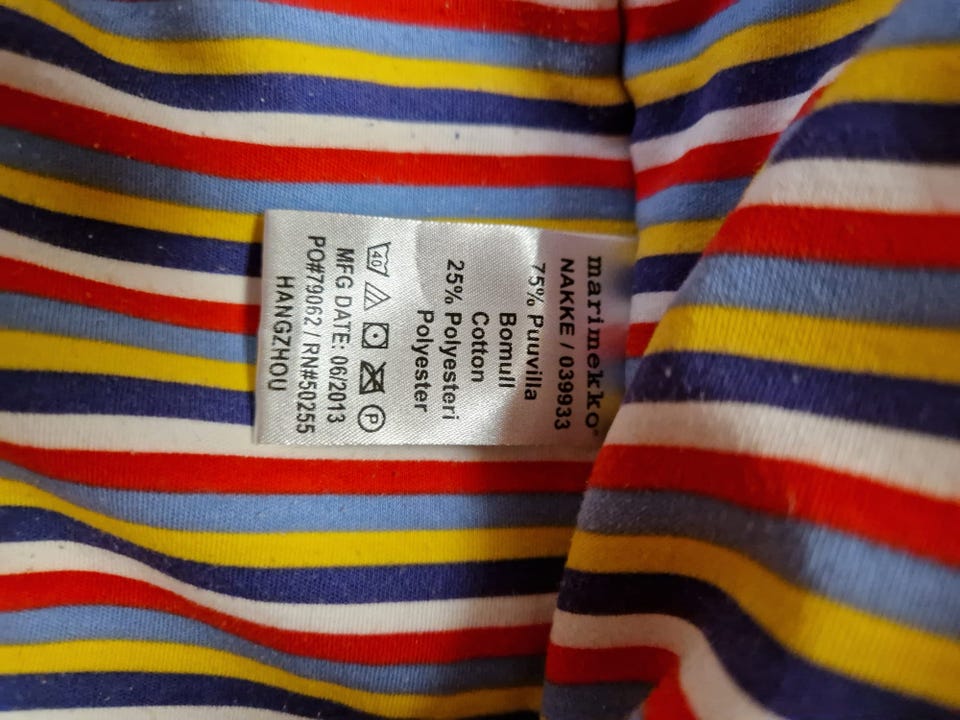 marimekko®
NAKKE / 039933
75% Puuvilla
Bomull
Cotton
25% Polyesteri
Polyester
40 P
MFG DATE: 06/2013
PO#79062 / RN#50255
HANGZHOU